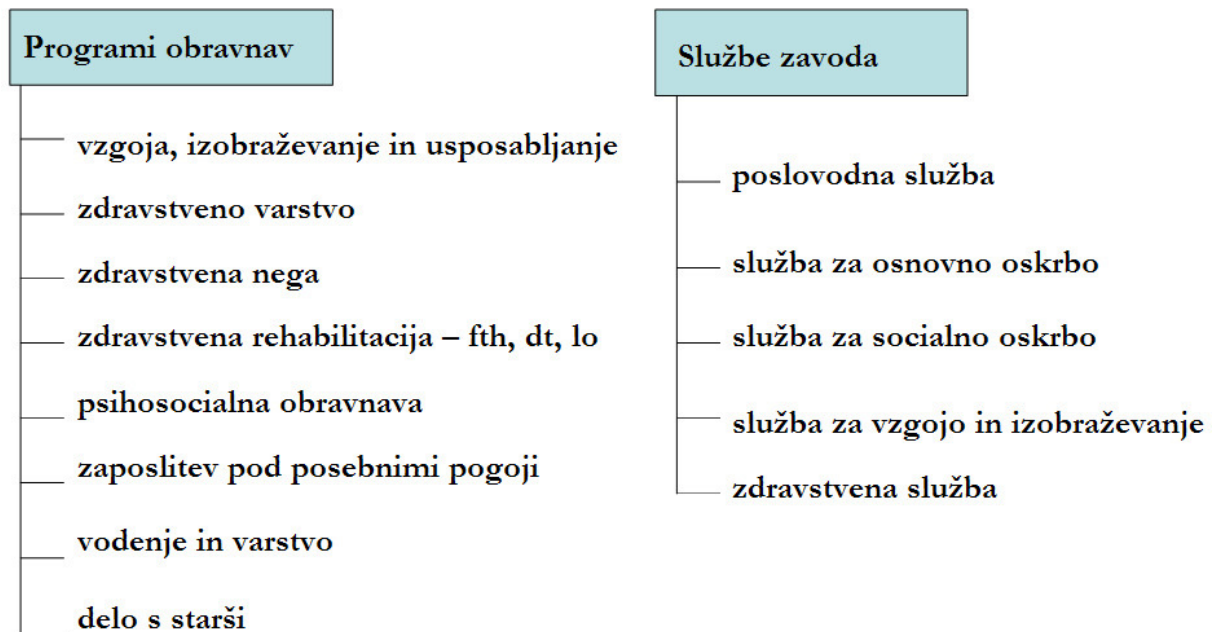 Programi obravnav
vzgoja, izobraževanje in usposabljanje
zdravstveno varstvo
zdravstvena nega
zdravstvena rehabilitacija – fth, dt, lo
psihosocialna obravnava
zaposlitev pod posebnimi pogoji
vodenje in varstvo
delo s starši
Službe zavoda
poslovodna služba
služba za osnovno oskrbo
služba za socialno oskrbo
služba za vzgojo in izobraževanje
zdravstvena služba